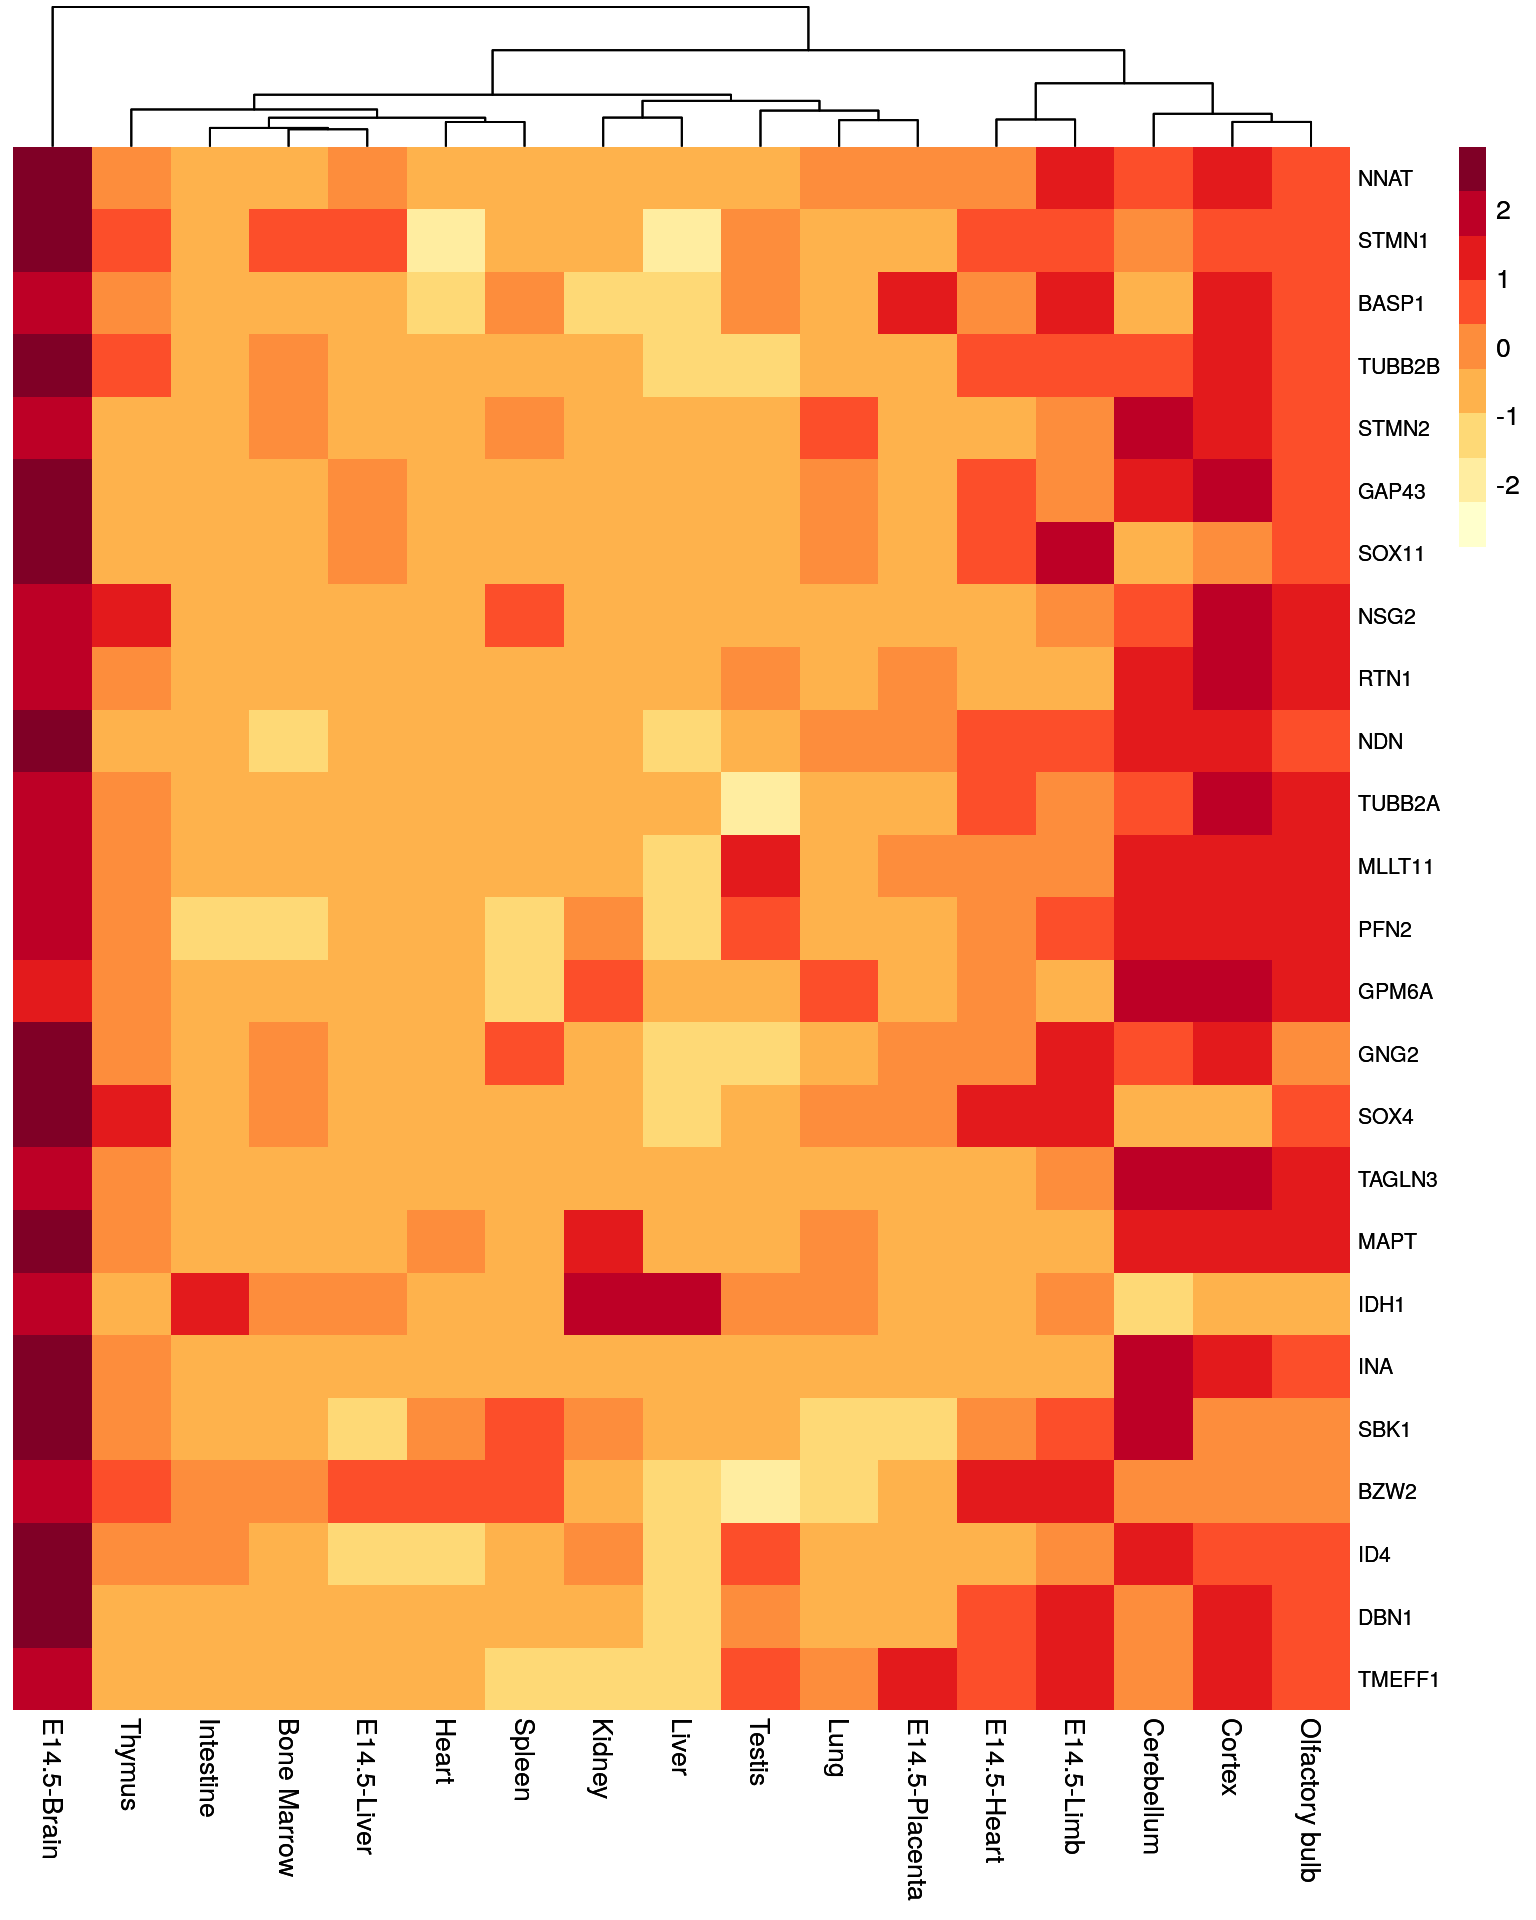 NNAT
STMN1
BASP1
TUBB2B
STMN2
GAP43
SOX11
NSG2
RTN1
NDN
TUBB2A
MLLT11
PFN2
GPM6A
GNG2
SOX4
TAGLN3
MAPT
IDH1
INA
SBK1
BZW2
ID4
DBN1
TMEFF1
2
1
0
-1
-2
E14.5-Brain
Thymus
Intestine
Bone Marrow
E14.5-Liver
Heart
Spleen
Kidney
Liver
Testis
Lung
E14.5-Placenta
E14.5-Heart
E14.5-Limb
Cerebellum
Cortex
Olfactory bulb